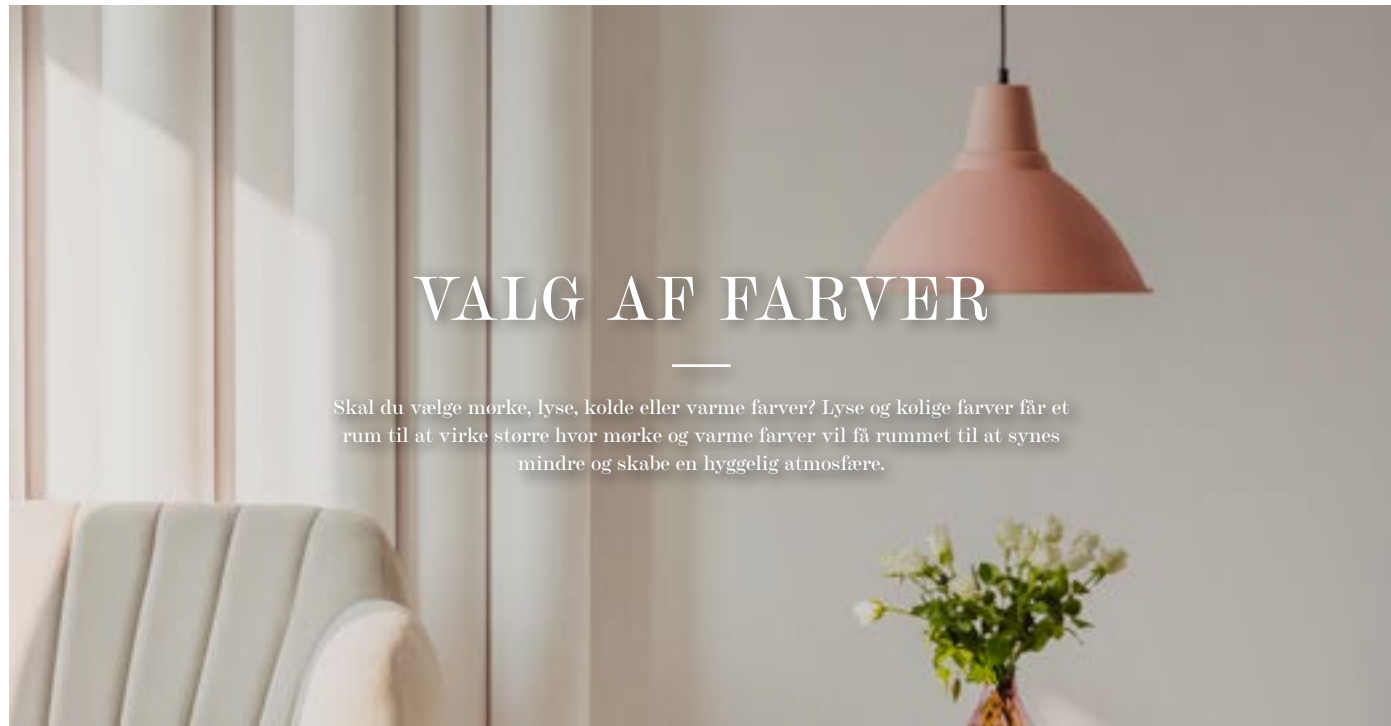 VALG AF FARVER
Skal du vælge mørke, lyse, kolde eller varme farver? Lyse og kølige farver får et
rum til at virke større hvor mørke og varme farver vil få rummet til at synes
mindre og skabe en hyggelig atmosfære.